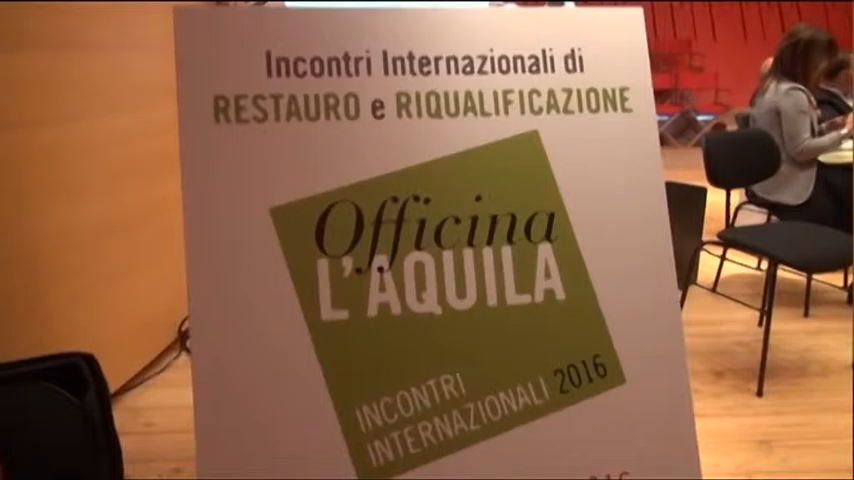 Incontri Internazionali di
RESTAURO e RIQUALIFICAZIONE
Officina
L'AQUILA
INCONTRI
INTERNAZIONALI 2016